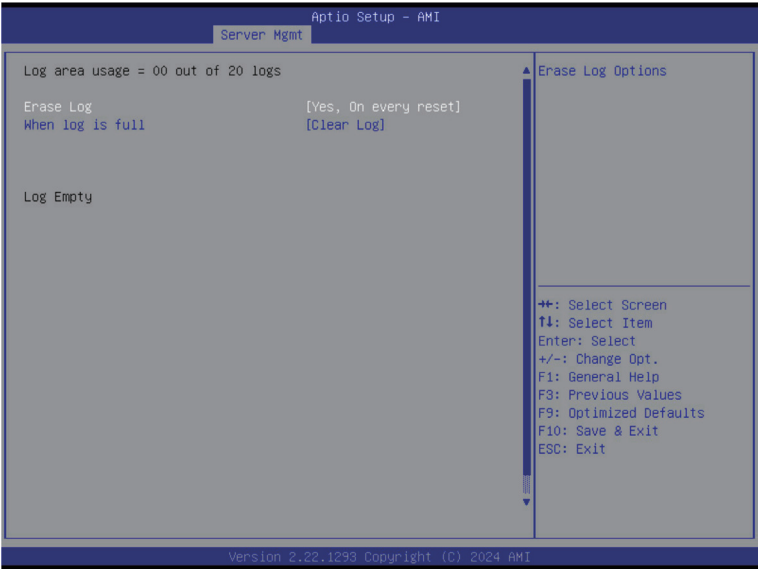 Aptio Setup - AMI
Server Mgmt
Log area usage = 00 out of 20 logs
Erase Log [Yes, On every reset]
When log is full [Clear Log]
Log Empty
Erase Log Options
→←: Select Screen
↑↓: Select Item
Enter: Select
+/-: Change Opt.
F1: General Help
F3: Previous Values
F9: Optimized Defaults
F10: Save & Exit
ESC: Exit
Version 2.22.1293 Copyright (C) 2024 AMI